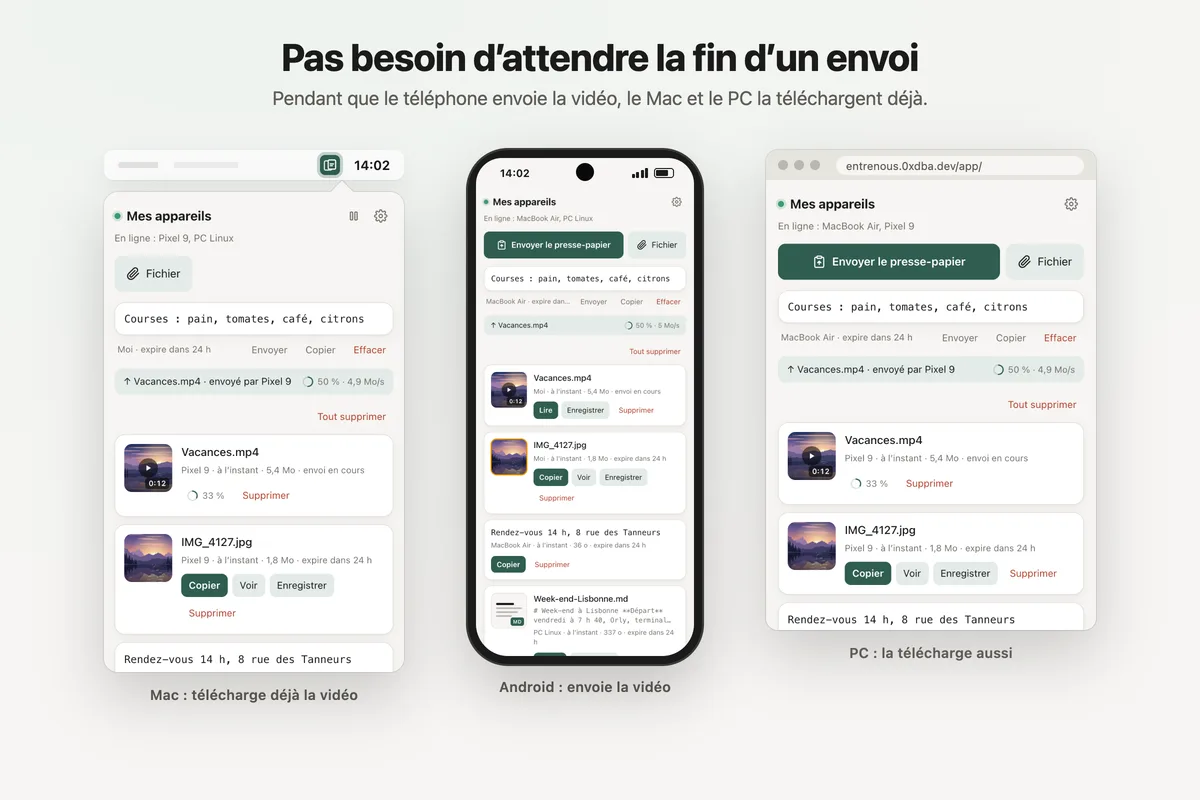 Pas besoin d’attendre la fin d’un envoi
Pendant que le téléphone envoie la vidéo, le Mac et le PC la téléchargent déjà.
14:02
Mes appareils
En ligne : Pixel 9, PC Linux
Fichier
Courses : pain, tomates, café, citrons
Moi · expire dans 24 h Envoyer Copier Effacer
↑ Vacances.mp4 · envoyé par Pixel 9 50 % · 4,9 Mo/s
Tout supprimer
0:12
Vacances.mp4
Pixel 9 · à l’instant · 5,4 Mo · envoi en cours
33 % Supprimer
IMG_4127.jpg
Pixel 9 · à l’instant · 1,8 Mo · expire dans 24 h
Copier Voir Enregistrer
Supprimer
Rendez-vous 14 h, 8 rue des Tanneurs
Mac : télécharge déjà la vidéo
14:02
Mes appareils
En ligne : MacBook Air, PC Linux
Envoyer le presse-papier Fichier
Courses : pain, tomates, café, citrons
MacBook Air · expire dan… Envoyer Copier Effacer
↑ Vacances.mp4 50 % · 5 Mo/s
Tout supprimer
0:12
Vacances.mp4
Moi · à l’instant · 5,4 Mo · envoi en cours
Lire Enregistrer Supprimer
IMG_4127.jpg
Moi · à l’instant · 1,8 Mo · expire dans 24 h
Copier Voir Enregistrer
Supprimer
Rendez-vous 14 h, 8 rue des Tanneurs
MacBook Air · à l’instant · 36 o · expire dans 24 h
Copier Supprimer
MD
Week-end-Lisbonne.md
# Week-end à Lisbonne **Départ**
vendredi à 7 h 40, Orly, terminal…
PC Linux · à l’instant · 337 o · expire dans 24
h
Android : envoie la vidéo
entrenous.0xdba.dev/app/
Mes appareils
En ligne : MacBook Air, Pixel 9
Envoyer le presse-papier Fichier
Courses : pain, tomates, café, citrons
MacBook Air · expire dans 24 h Envoyer Copier Effacer
↑ Vacances.mp4 · envoyé par Pixel 9 50 % · 4,9 Mo/s
Tout supprimer
0:12
Vacances.mp4
Pixel 9 · à l’instant · 5,4 Mo · envoi en cours
33 % Supprimer
IMG_4127.jpg
Pixel 9 · à l’instant · 1,8 Mo · expire dans 24 h
Copier Voir Enregistrer Supprimer
Rendez-vous 14 h, 8 rue des Tanneurs
PC : la télécharge aussi